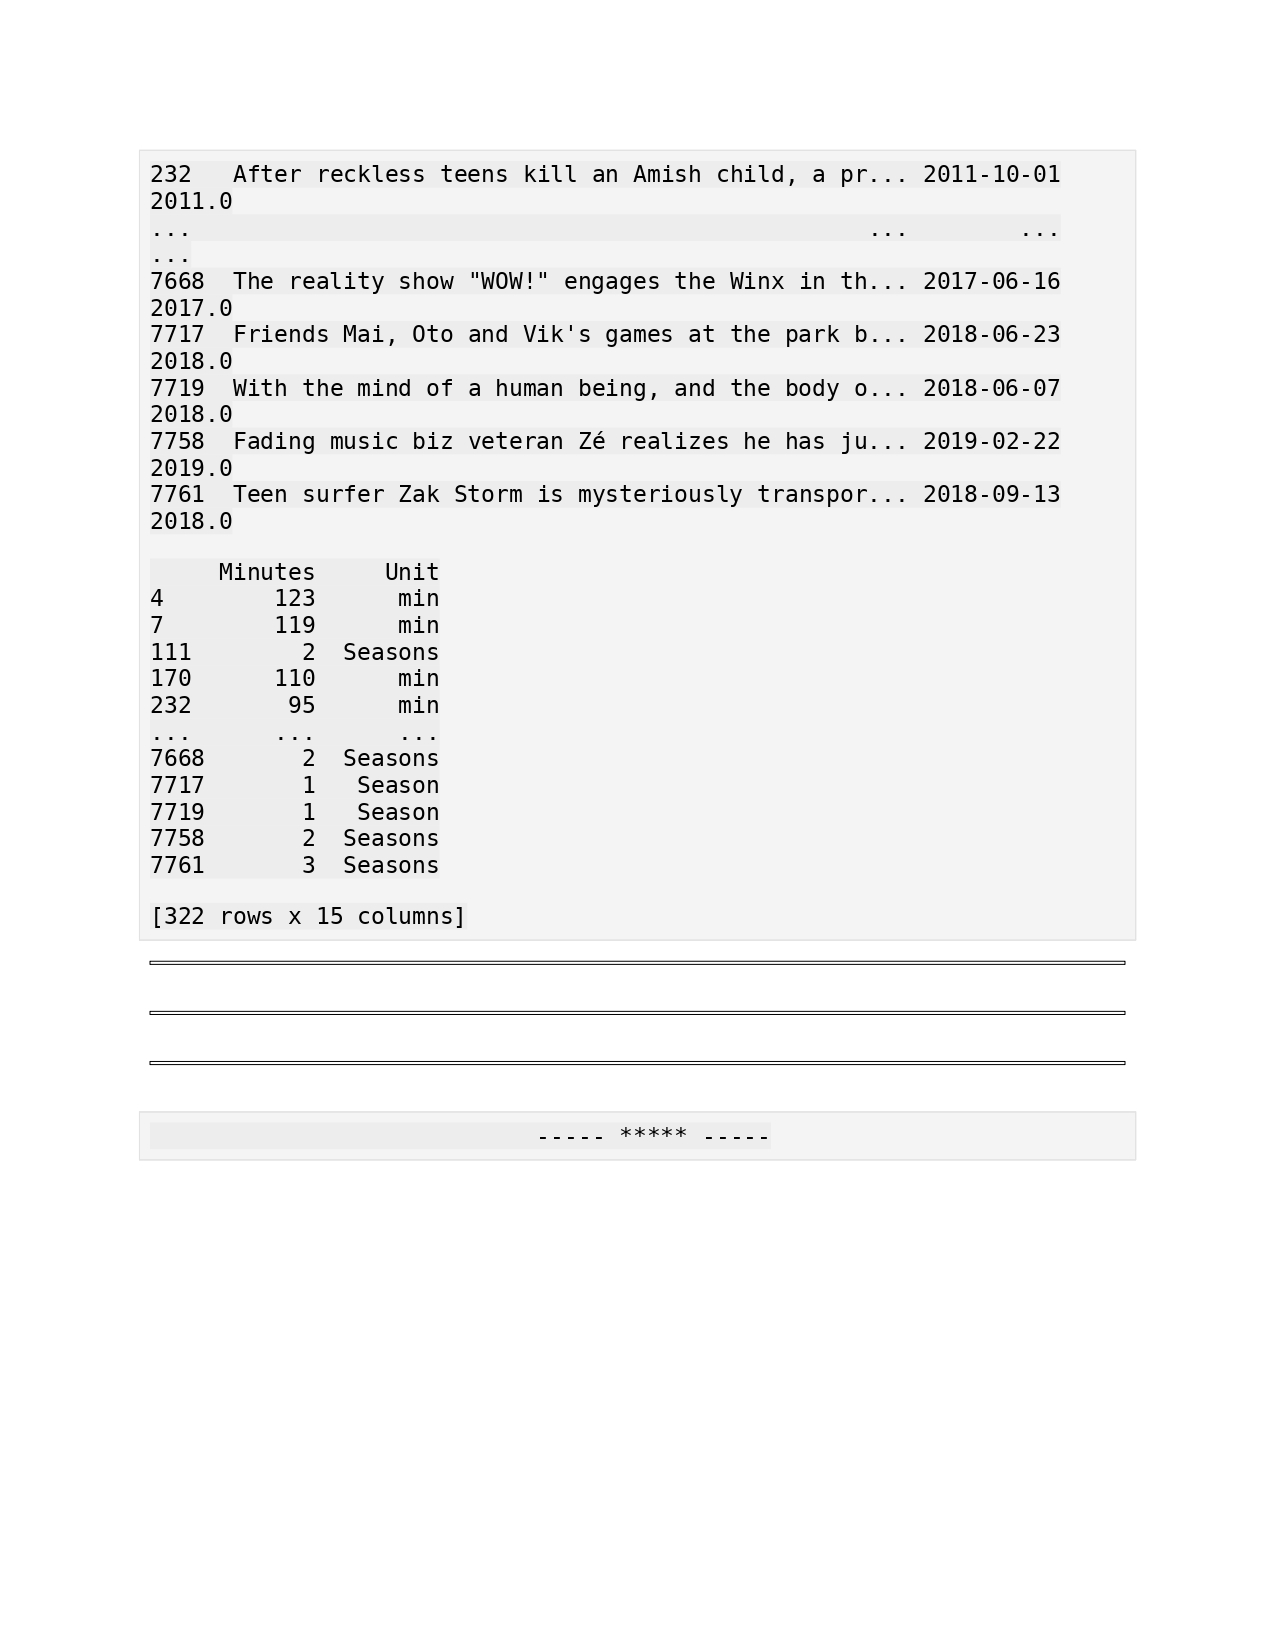 232   After reckless teens kill an Amish child, a pr... 2011-10-01
2011.0
...                                                 ...        ...
...
7668  The reality show "WOW!" engages the Winx in th... 2017-06-16
2017.0
7717  Friends Mai, Oto and Vik's games at the park b... 2018-06-23
2018.0
7719  With the mind of a human being, and the body o... 2018-06-07
2018.0
7758  Fading music biz veteran Zé realizes he has ju... 2019-02-22
2019.0
7761  Teen surfer Zak Storm is mysteriously transpor... 2018-09-13
2018.0
     Minutes     Unit
4        123      min
7        119      min
111        2  Seasons
170      110      min
232       95      min
...      ...      ...
7668       2  Seasons
7717       1   Season
7719       1   Season
7758       2  Seasons
7761       3  Seasons
[322 rows x 15 columns]
----- ***** -----